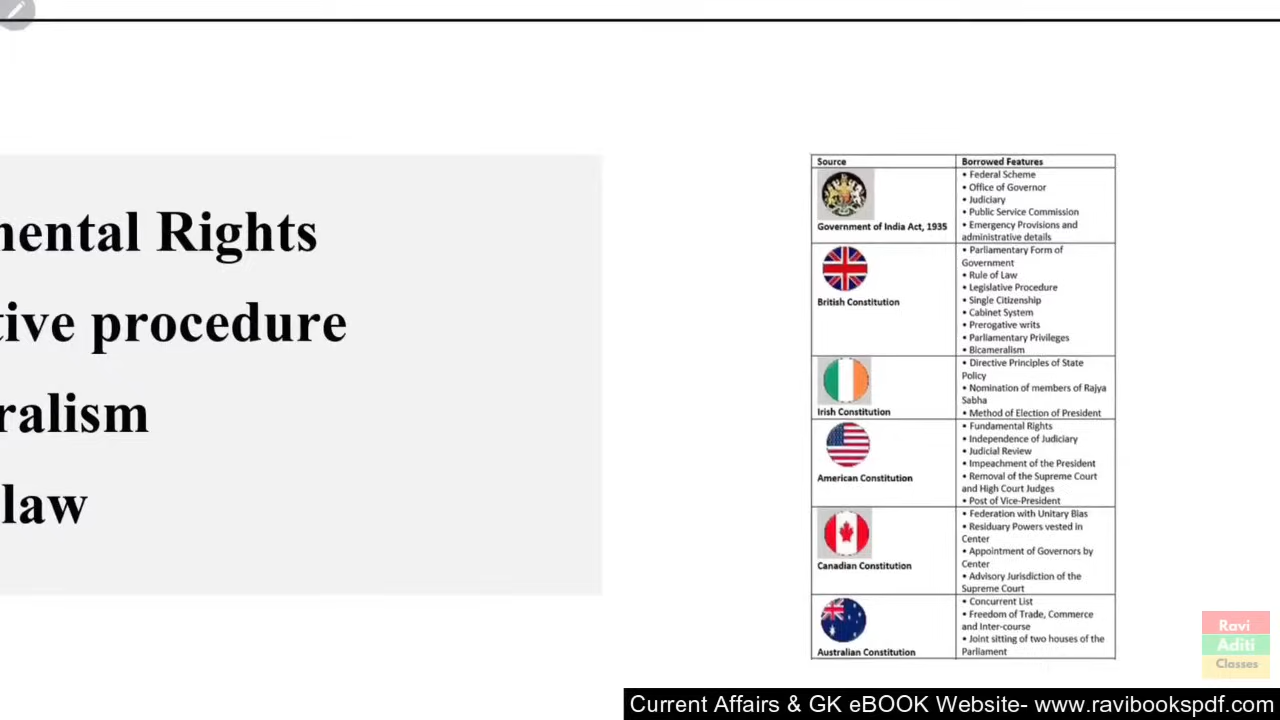 mental Rights
tive procedure
ralism
law
Source Borrowed Features
Government of India Act, 1935
• Federal Scheme
• Office of Governor
• Judiciary
• Public Service Commission
• Emergency Provisions and
administrative details
British Constitution
• Parliamentary Form of
Government
• Rule of Law
• Legislative Procedure
• Single Citizenship
• Cabinet System
• Prerogative writs
• Parliamentary Privileges
• Bicameralism
Irish Constitution
• Directive Principles of State
Policy
• Nomination of members of Rajya
Sabha
• Method of Election of President
American Constitution
• Fundamental Rights
• Independence of Judiciary
• Judicial Review
• Impeachment of the President
• Removal of the Supreme Court
and High Court Judges
• Post of Vice-President
Canadian Constitution
• Federation with Unitary Bias
• Residuary Powers vested in
Center
• Appointment of Governors by
Center
• Advisory Jurisdiction of the
Supreme Court
Australian Constitution
• Concurrent List
• Freedom of Trade, Commerce
and Inter-course
• Joint sitting of two houses of the
Parliament
Ravi
Aditi
Classes
Current Affairs & GK eBOOK Website- www.ravibookspdf.com